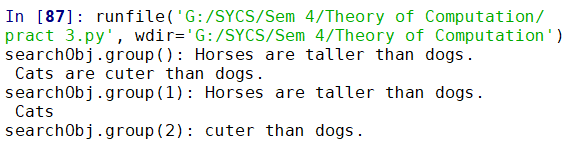 In [87]: runfile('G:/SYCS/Sem 4/Theory of Computation/
pract 3.py', wdir='G:/SYCS/Sem 4/Theory of Computation')
searchObj.group(): Horses are taller than dogs.
 Cats are cuter than dogs.
searchObj.group(1): Horses are taller than dogs.
 Cats
searchObj.group(2): cuter than dogs.